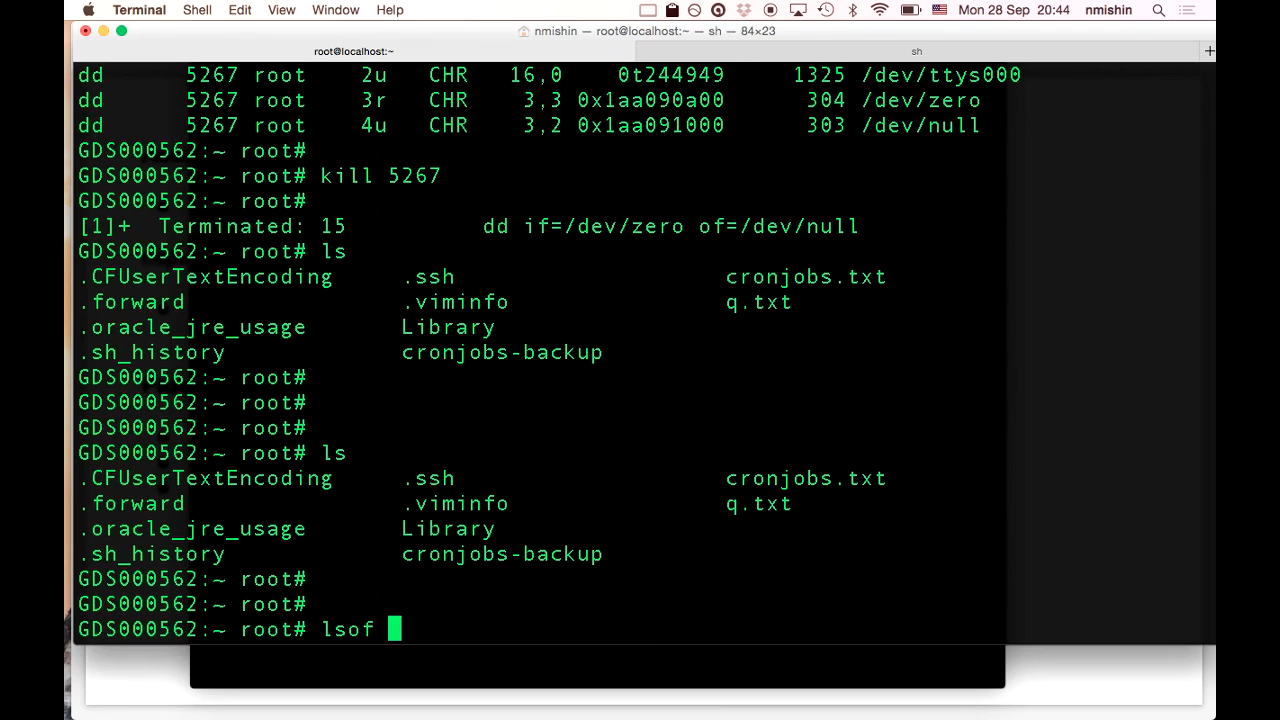 Terminal Shell Edit View Window Help Mon 28 Sep 20:44 nmishin
nmishin — root@localhost:~ — sh — 84×23
root@localhost:~ sh +
dd 5267 root 2u CHR 16,0 0t244949 1325 /dev/ttys000
dd 5267 root 3r CHR 3,3 0x1aa090a00 304 /dev/zero
dd 5267 root 4u CHR 3,2 0x1aa091000 303 /dev/null
GDS000562:~ root#
GDS000562:~ root# kill 5267
GDS000562:~ root#
[1]+ Terminated: 15 dd if=/dev/zero of=/dev/null
GDS000562:~ root# ls
.CFUserTextEncoding .ssh cronjobs.txt
.forward .viminfo q.txt
.oracle_jre_usage Library
.sh_history cronjobs-backup
GDS000562:~ root#
GDS000562:~ root#
GDS000562:~ root#
GDS000562:~ root# ls
.CFUserTextEncoding .ssh cronjobs.txt
.forward .viminfo q.txt
.oracle_jre_usage Library
.sh_history cronjobs-backup
GDS000562:~ root#
GDS000562:~ root#
GDS000562:~ root# lsof